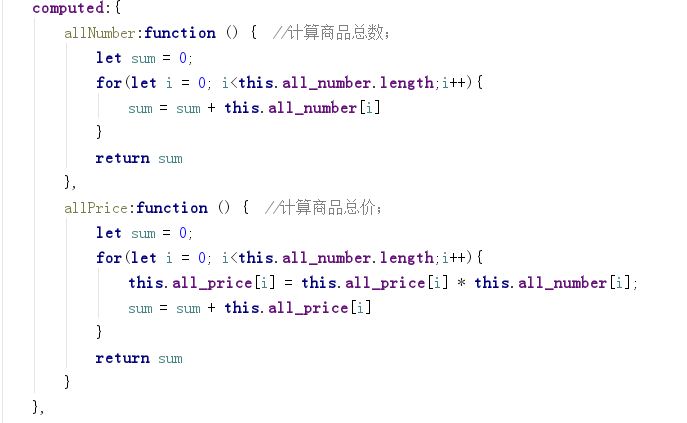 computed:{
allNumber:function () {  //计算商品总数;
let sum = 0;
for(let i = 0; i<this.all_number.length;i++){
sum = sum + this.all_number[i]
}
return sum
},
allPrice:function () {  //计算商品总价;
let sum = 0;
for(let i = 0; i<this.all_number.length;i++){
this.all_price[i] = this.all_price[i] * this.all_number[i];
sum = sum + this.all_price[i]
}
return sum
}
},